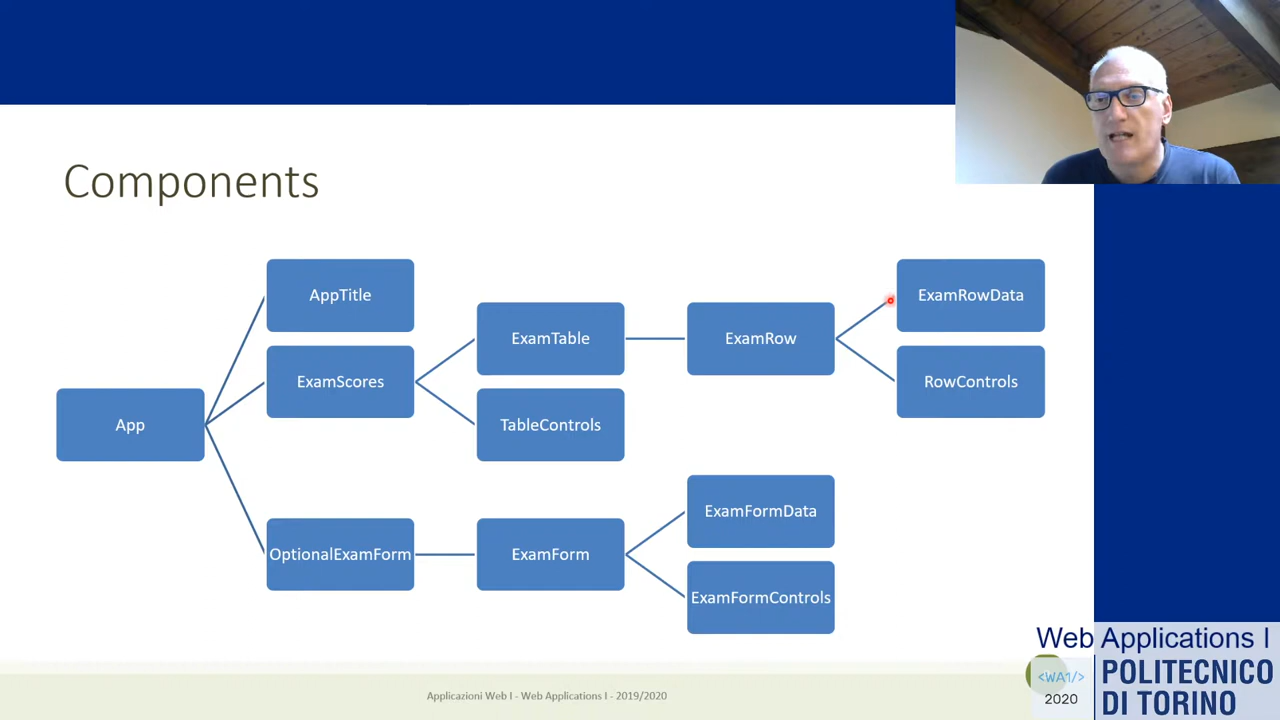 Components
AppTitle
ExamRowData
ExamTable
ExamRow
ExamScores
RowControls
App
TableControls
ExamFormData
OptionalExamForm
ExamForm
ExamFormControls
Web Applications I
<WA1/>
2020
POLITECNICO
DI TORINO
Applicazioni Web I - Web Applications I - 2019/2020